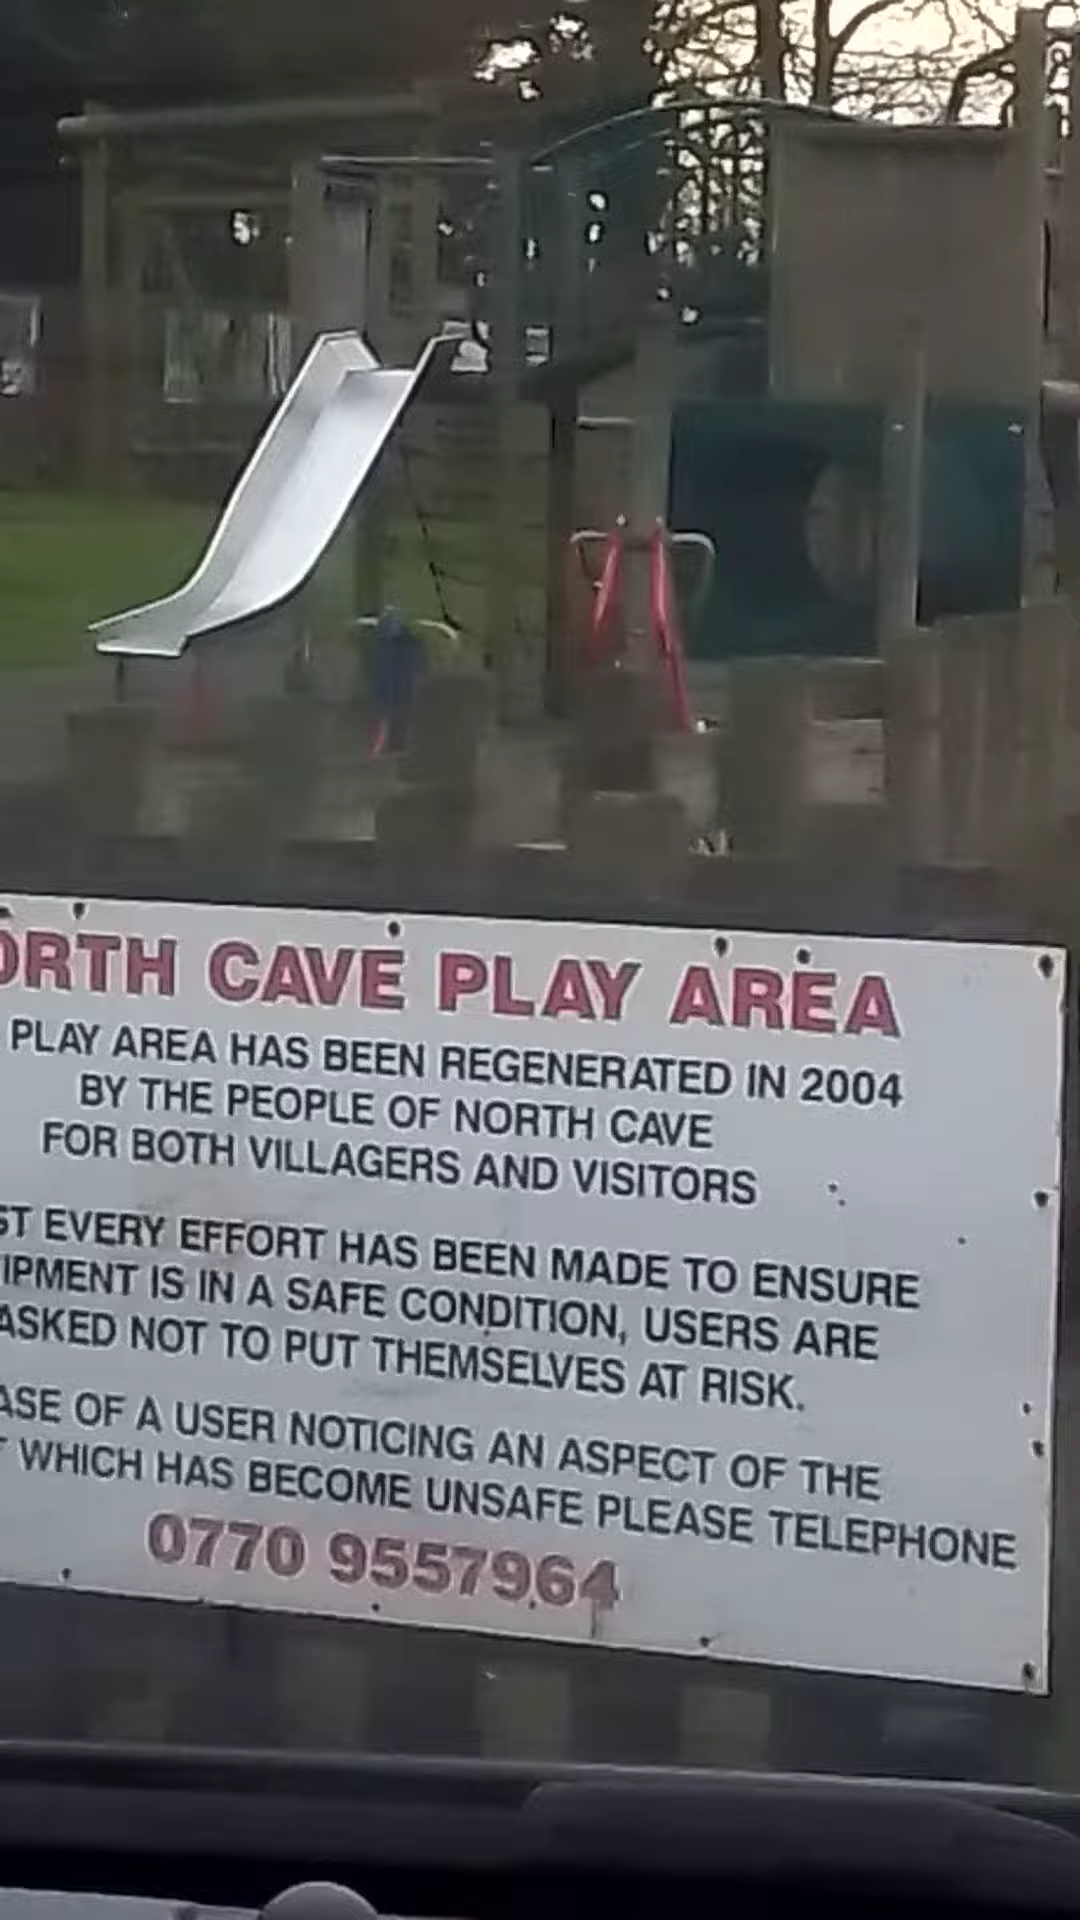 ORTH CAVE PLAY AREA
PLAY AREA HAS BEEN REGENERATED IN 2004
BY THE PEOPLE OF NORTH CAVE
FOR BOTH VILLAGERS AND VISITORS
ST EVERY EFFORT HAS BEEN MADE TO ENSURE
IPMENT IS IN A SAFE CONDITION, USERS ARE
ASKED NOT TO PUT THEMSELVES AT RISK.
ASE OF A USER NOTICING AN ASPECT OF THE
T WHICH HAS BECOME UNSAFE PLEASE TELEPHONE
0770 9557964